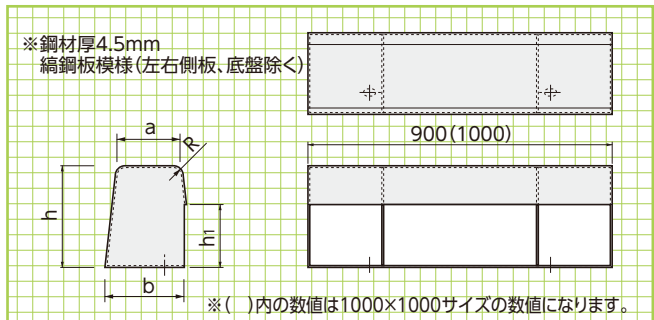 ※鋼材厚4.5mm
縞鋼板模様(左右側板、底盤除く)
900(1000)
a
R
h
h1
b
※(　)内の数値は1000×1000サイズの数値になります。